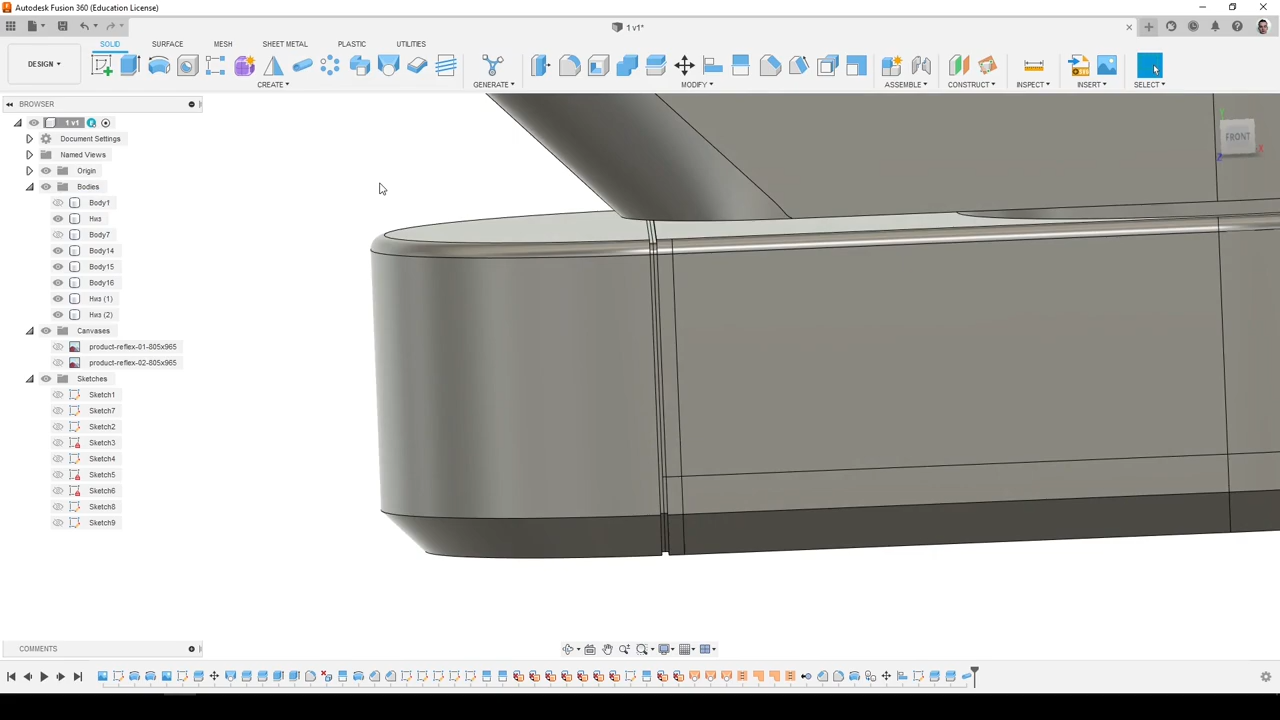 Autodesk Fusion 360 (Education License)
1 v1*
DESIGN
SOLID
SURFACE
MESH
SHEET METAL
PLASTIC
UTILITIES
CREATE
GENERATE
MODIFY
ASSEMBLE
CONSTRUCT
INSPECT
INSERT
SELECT
BROWSER
1 v1
Document Settings
Named Views
Origin
Bodies
Body1
Низ
Body7
Body14
Body15
Body16
Низ (1)
Низ (2)
Canvases
product-reflex-01-805x965
product-reflex-02-805x965
Sketches
Sketch1
Sketch7
Sketch2
Sketch3
Sketch4
Sketch5
Sketch6
Sketch8
Sketch9
FRONT
Y
X
Z
COMMENTS